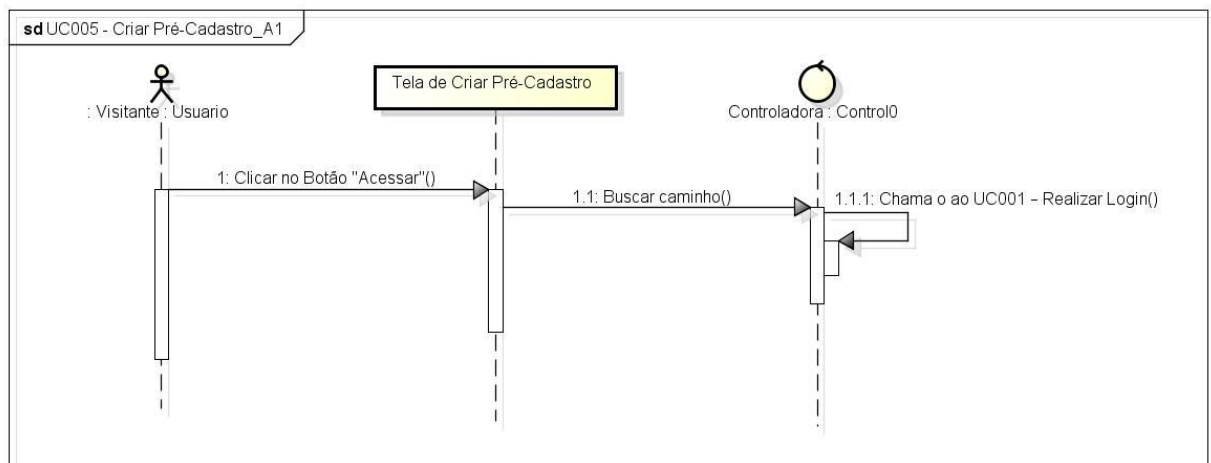 sd UC005 - Criar Pré-Cadastro_A1
: Visitante : Usuario
Tela de Criar Pré-Cadastro
Controladora : Control0
1: Clicar no Botão "Acessar"()
1.1: Buscar caminho()
1.1.1: Chama o ao UC001 – Realizar Login()